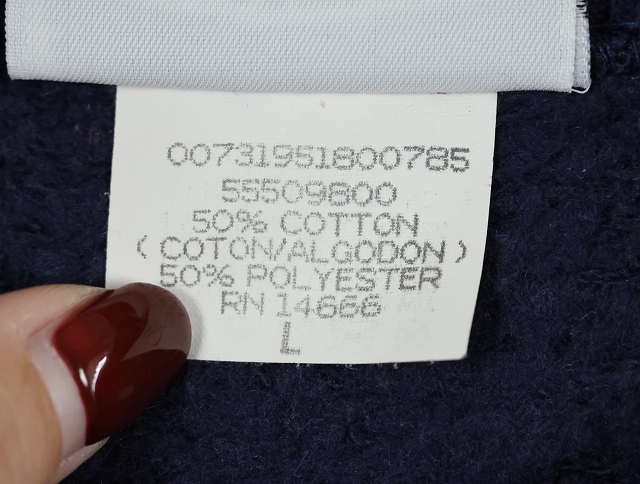 00731951800785
55509800
50% COTTON
( COTON/ALGODON )
50% POLYESTER
RN 14666
L